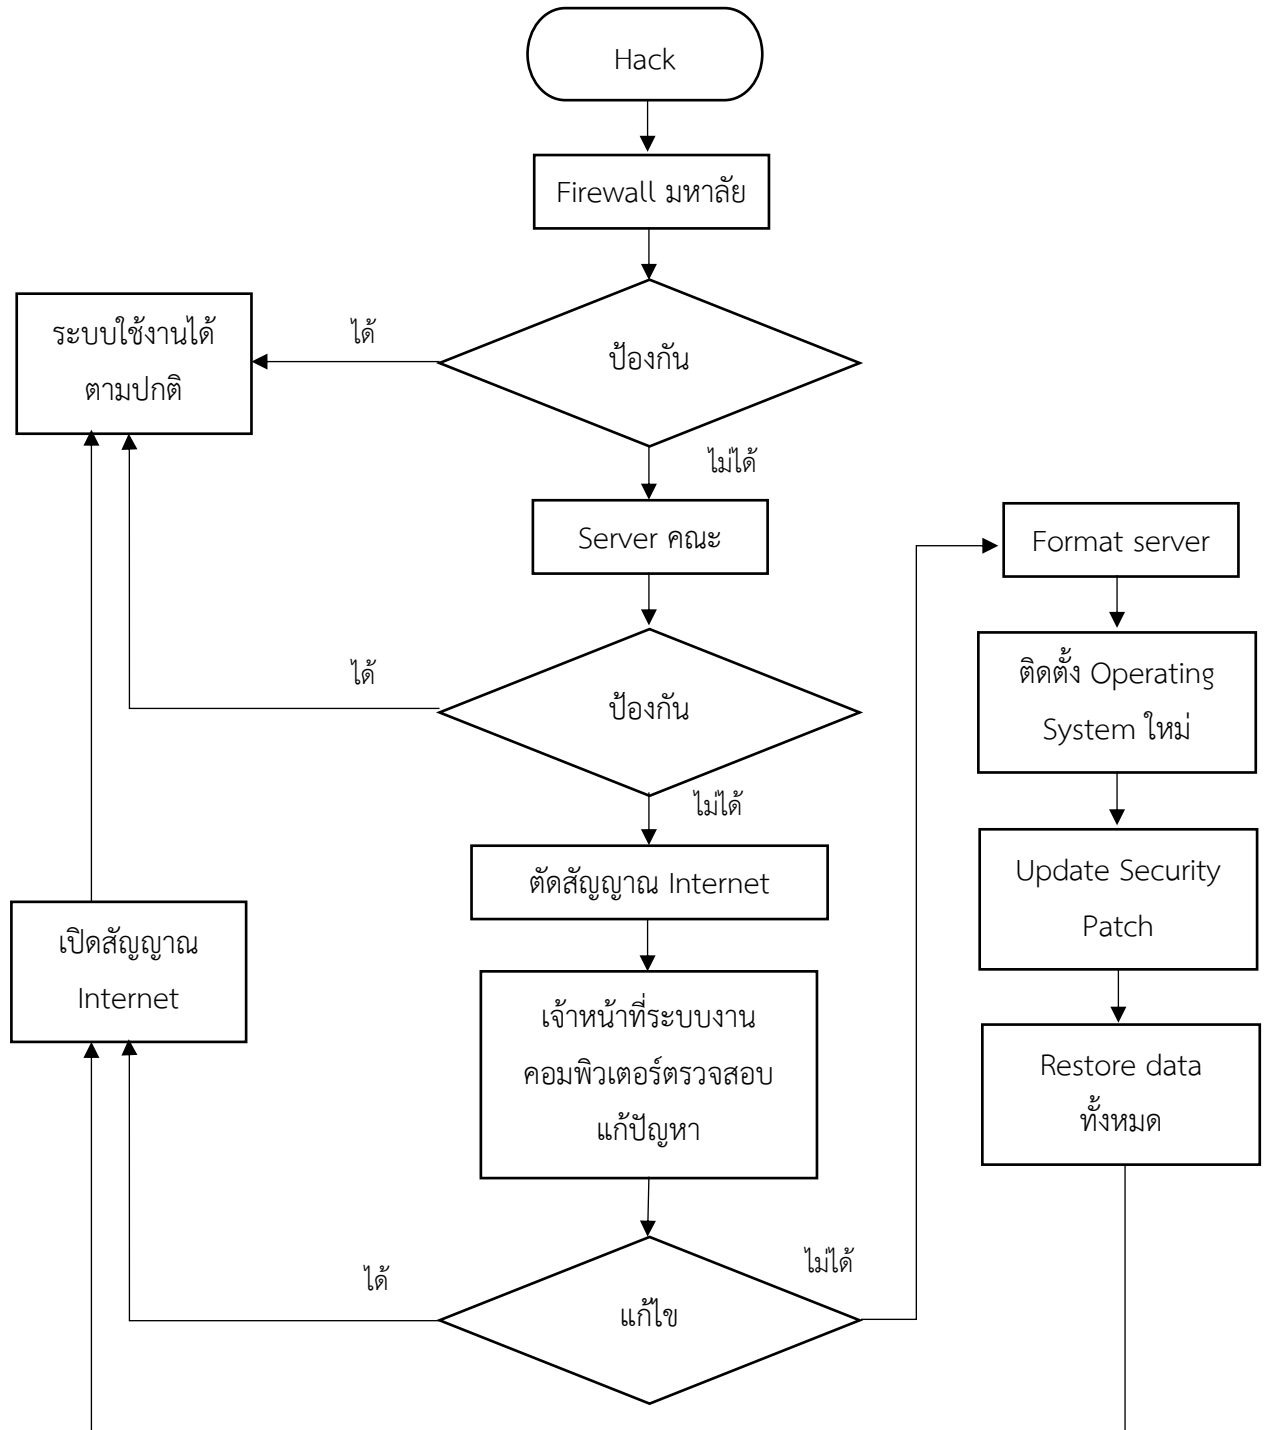 Hack
Firewall มหาลัย
ป้องกัน
ได้
ระบบใช้งานได้
ตามปกติ
ไม่ได้
Server คณะ
ป้องกัน
ได้
ไม่ได้
ตัดสัญญาณ Internet
เจ้าหน้าที่ระบบงาน
คอมพิวเตอร์ตรวจสอบ
แก้ปัญหา
แก้ไข
ได้
เปิดสัญญาณ
Internet
ไม่ได้
Format server
ติดตั้ง Operating
System ใหม่
Update Security
Patch
Restore data
ทั้งหมด